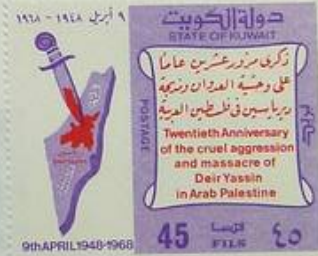 ٩ أبريل ١٩٤٨ - ١٩٦٨
دولة الكويت
STATE OF KUWAIT
ذكرى مرور عشرين عاما
على وحشية العدوان ومذبحة
ديرياسين في فلسطين العربية
Twentieth Anniversary
of the cruel aggression
and massacre of
Deir Yassin
in Arab Palestine
POSTAGE
بريد
9th APRIL 1948-1968
45
فلسا
FILS
٤٥